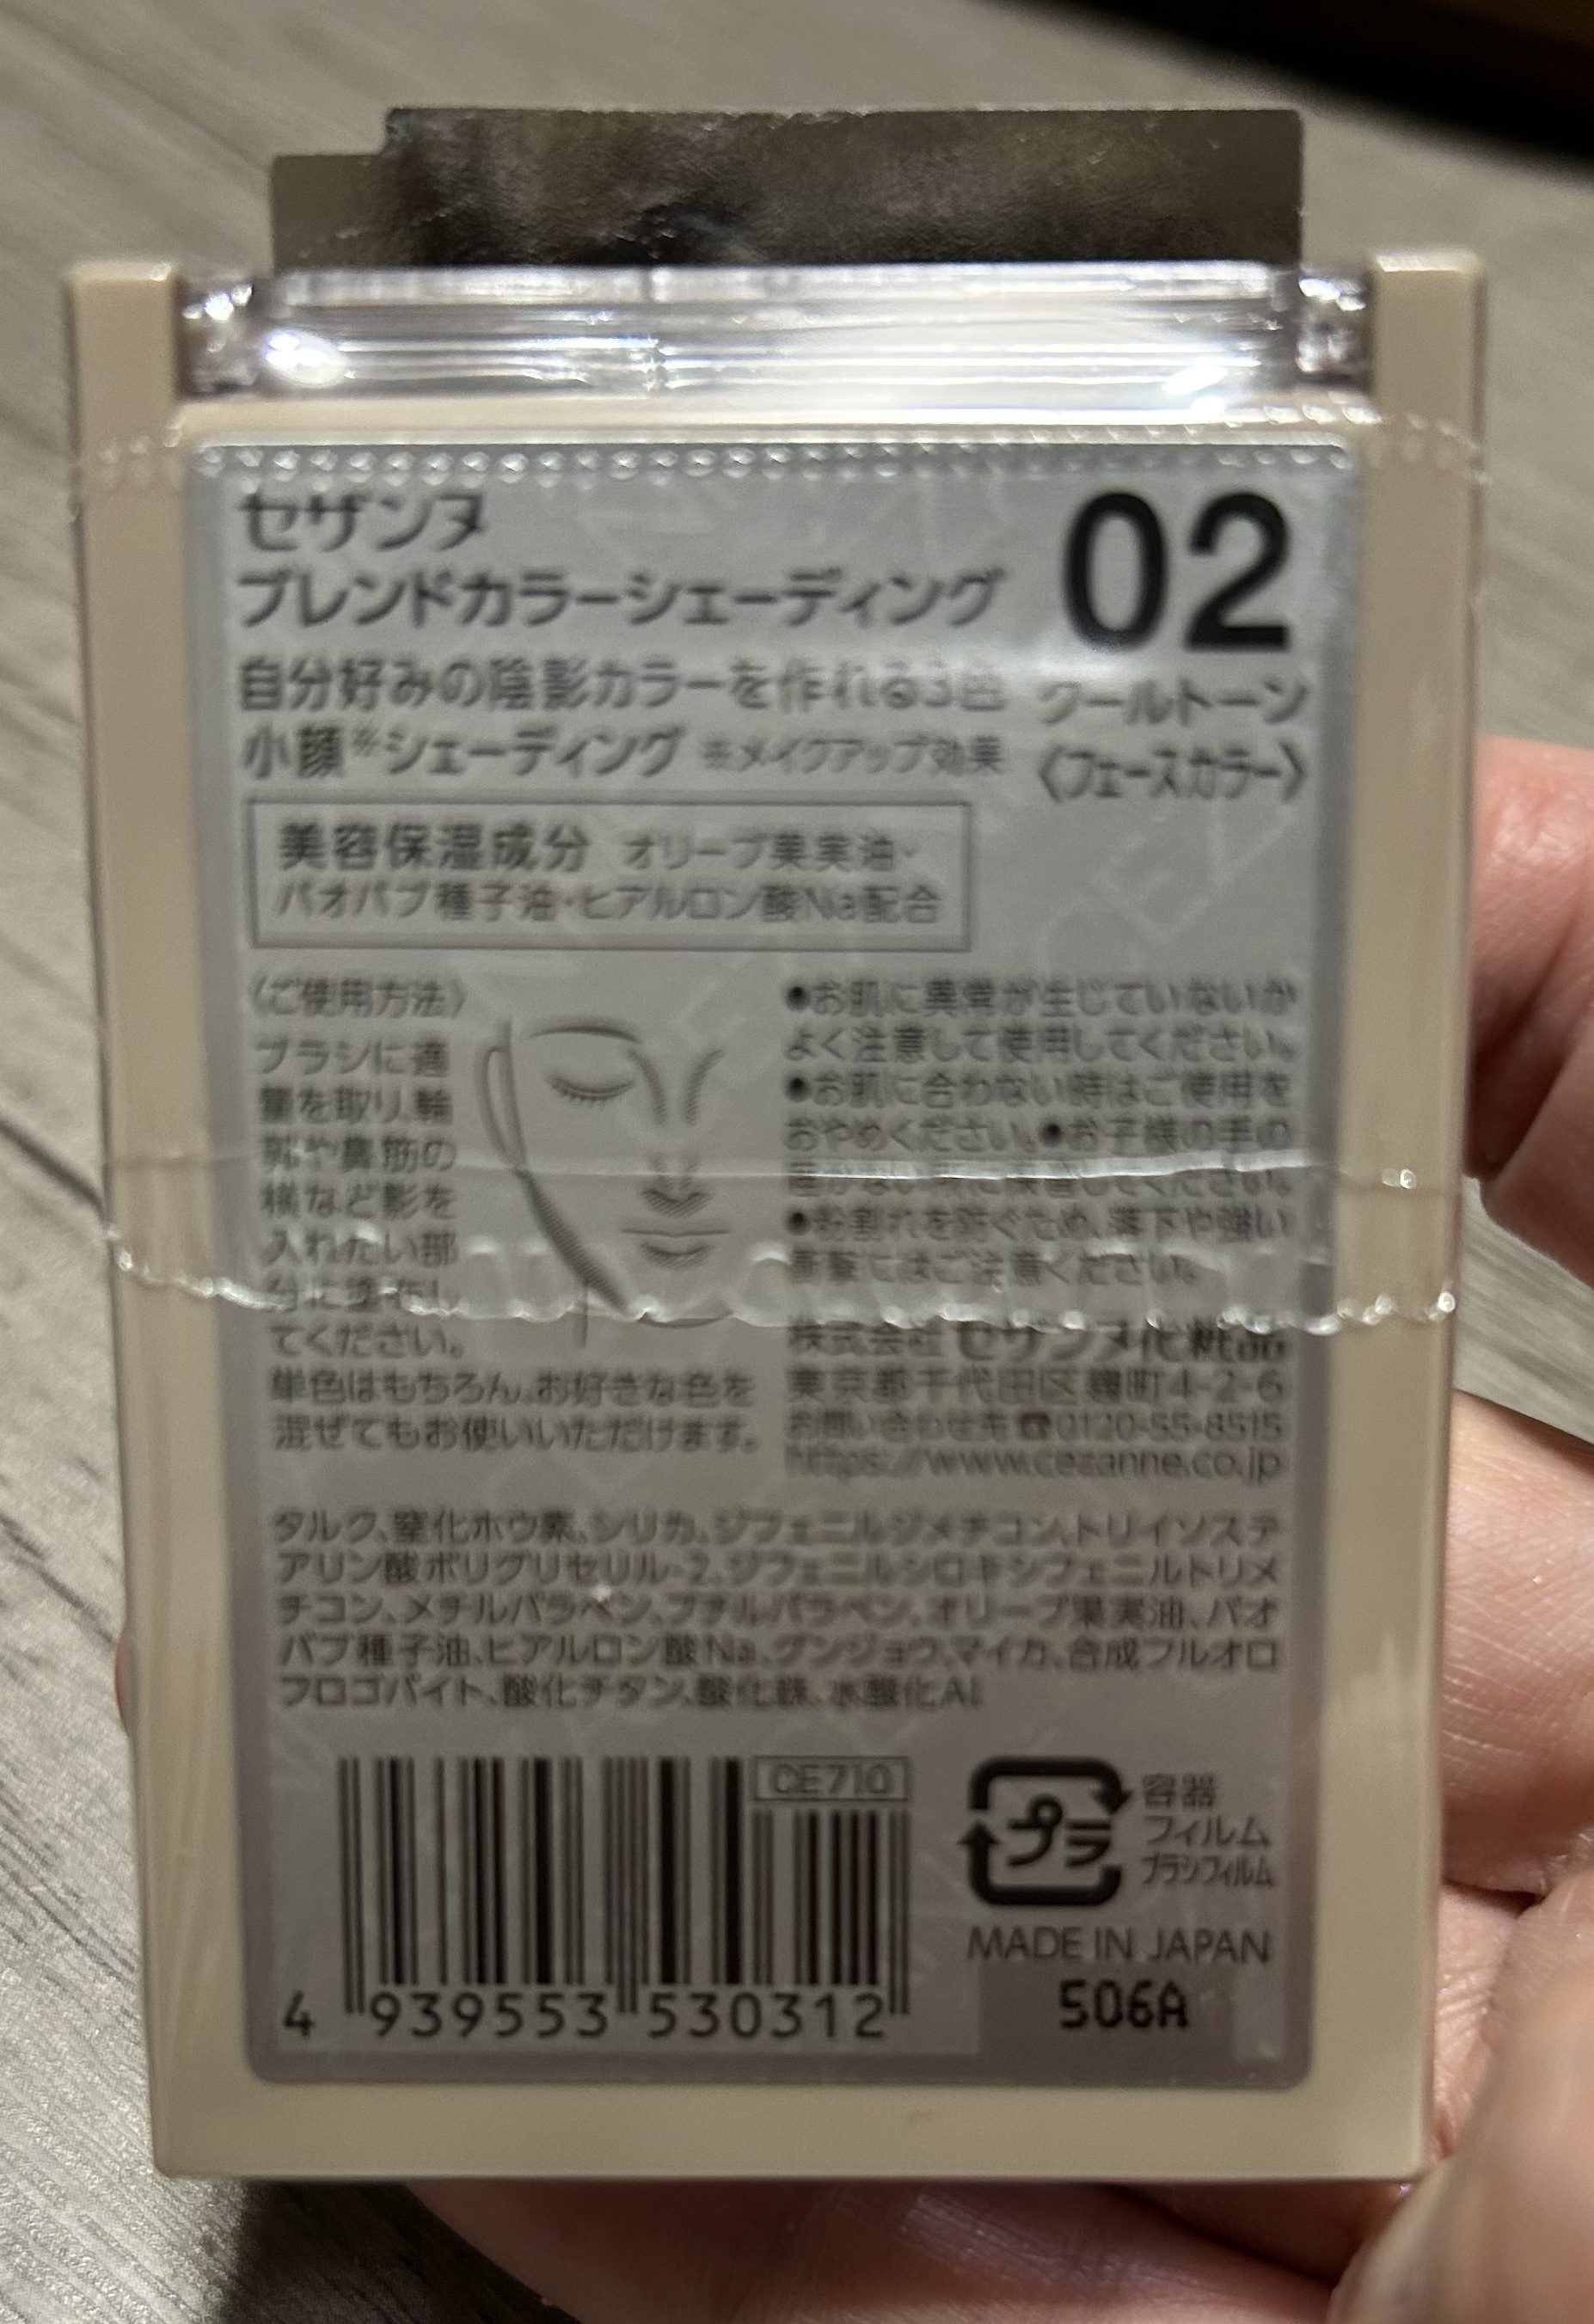 セザンヌ
ブレンドカラーシェーディング
自分好みの陰影カラーを作れる3色
小顔※シェーディング ※メイクアップ効果
02
クールトーン
〈フェースカラー〉
美容保湿成分 オリーブ果実油・
バオバブ種子油・ヒアルロン酸Na配合
〈ご使用方法〉
ブラシに適
量を取り、輪
郭や鼻筋の
横など影を
入れたい部
分に塗布し
てください。
単色はもちろん、お好きな色を
混ぜてもお使いいただけます。
●お肌に異常が生じていないか
よく注意して使用してください。
●お肌に合わない時はご使用を
おやめください。●お子様の手の
届かない所に保管してください。
●粉割れを防ぐため、落下や強い
衝撃にはご注意ください。
株式会社 セザンヌ化粧品
東京都千代田区麹町4-2-6
お問い合わせ先☎0120-55-8515
https://www.cezanne.co.jp
タルク、窒化ホウ素、シリカ、ジフェニルジメチコン、トリイソステ
アリン酸ポリグリセリル-2、ジフェニルシロキシフェニルトリメ
チコン、メチルパラベン、ブチルパラベン、オリーブ果実油、バオ
バブ種子油、ヒアルロン酸Na、グンジョウ、マイカ、合成フルオロ
フロゴパイト、酸化チタン、酸化鉄、水酸化Al
CE710
4 939553 530312
プラ
容器
フィルム
ブラシフィルム
MADE IN JAPAN
506A